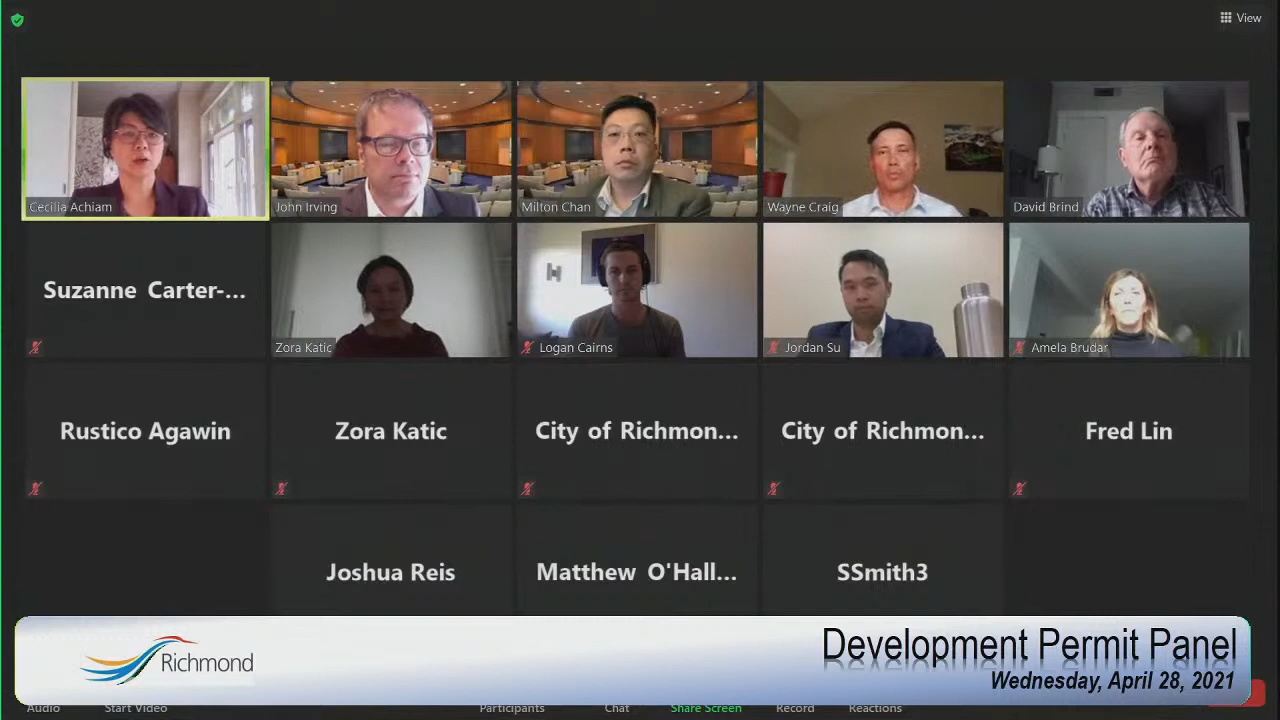 View
Cecilia Achiam
John Irving
Milton Chan
Wayne Craig
David Brind
Suzanne Carter-...
Zora Katic
Logan Cairns
Jordan Su
Amela Brudar
Rustico Agawin
Zora Katic
City of Richmon...
City of Richmon...
Fred Lin
Joshua Reis
Matthew O'Hall...
SSmith3
Richmond
Development Permit Panel
Wednesday, April 28, 2021
Audio
Start Video
Participants
Chat
Share Screen
Record
Reactions